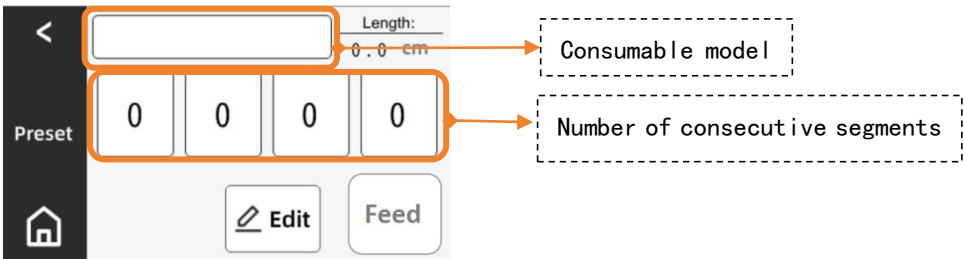 <
Length:
0.0 cm
Consumable model
Preset
0 0 0 0
Number of consecutive segments
Edit
Feed